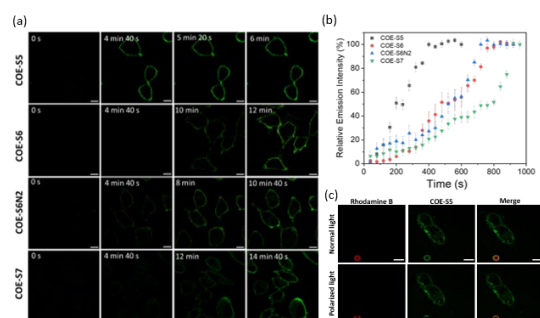 (a)
0 s 4 min 40 s 5 min 20 s 6 min
COE-S5
0 s 4 min 40 s 10 min 12 min
COE-S6
0 s 4 min 40 s 8 min 10 min 40 s
COE-S6N2
0 s 4 min 40 s 12 min 14 min 40 s
COE-S7
(b)
Relative Emission Intensity (%)
100
80
60
40
20
0
COE-S5
COE-S6
COE-S6N2
COE-S7
0 200 400 600 800 1000
Time (s)
(c)
Rhodamine B COE-S5 Merge
Normal light
Polarized light